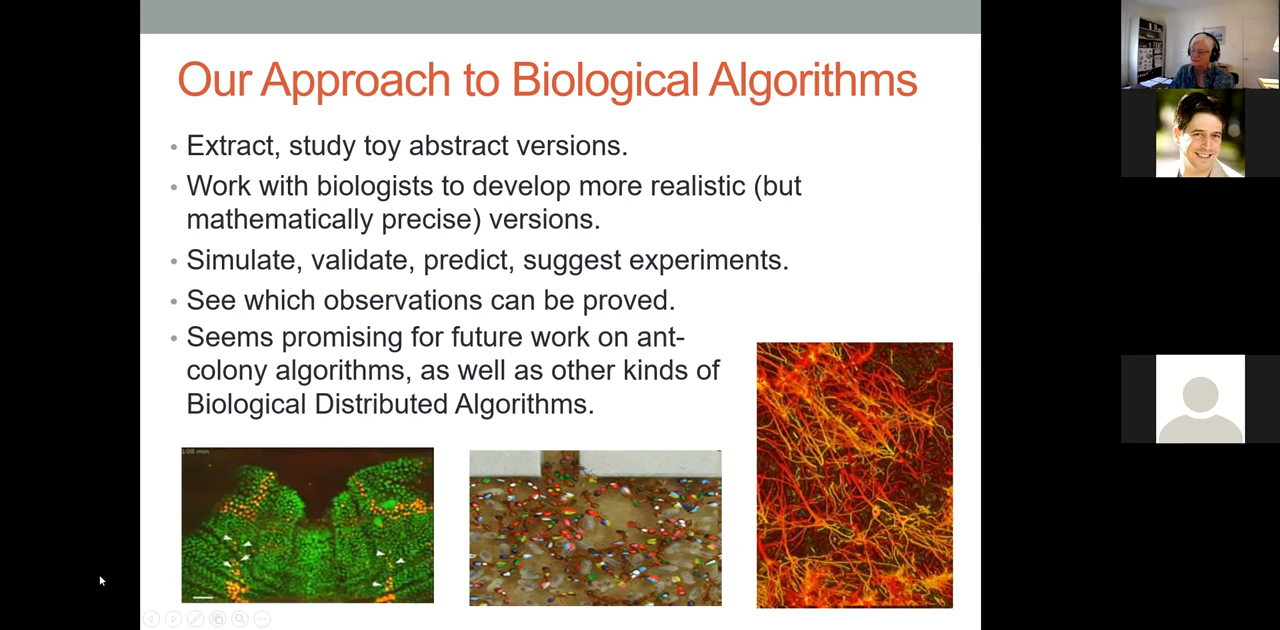 Our Approach to Biological Algorithms
• Extract, study toy abstract versions.
• Work with biologists to develop more realistic (but
mathematically precise) versions.
• Simulate, validate, predict, suggest experiments.
• See which observations can be proved.
• Seems promising for future work on ant-
colony algorithms, as well as other kinds of
Biological Distributed Algorithms.
108 min